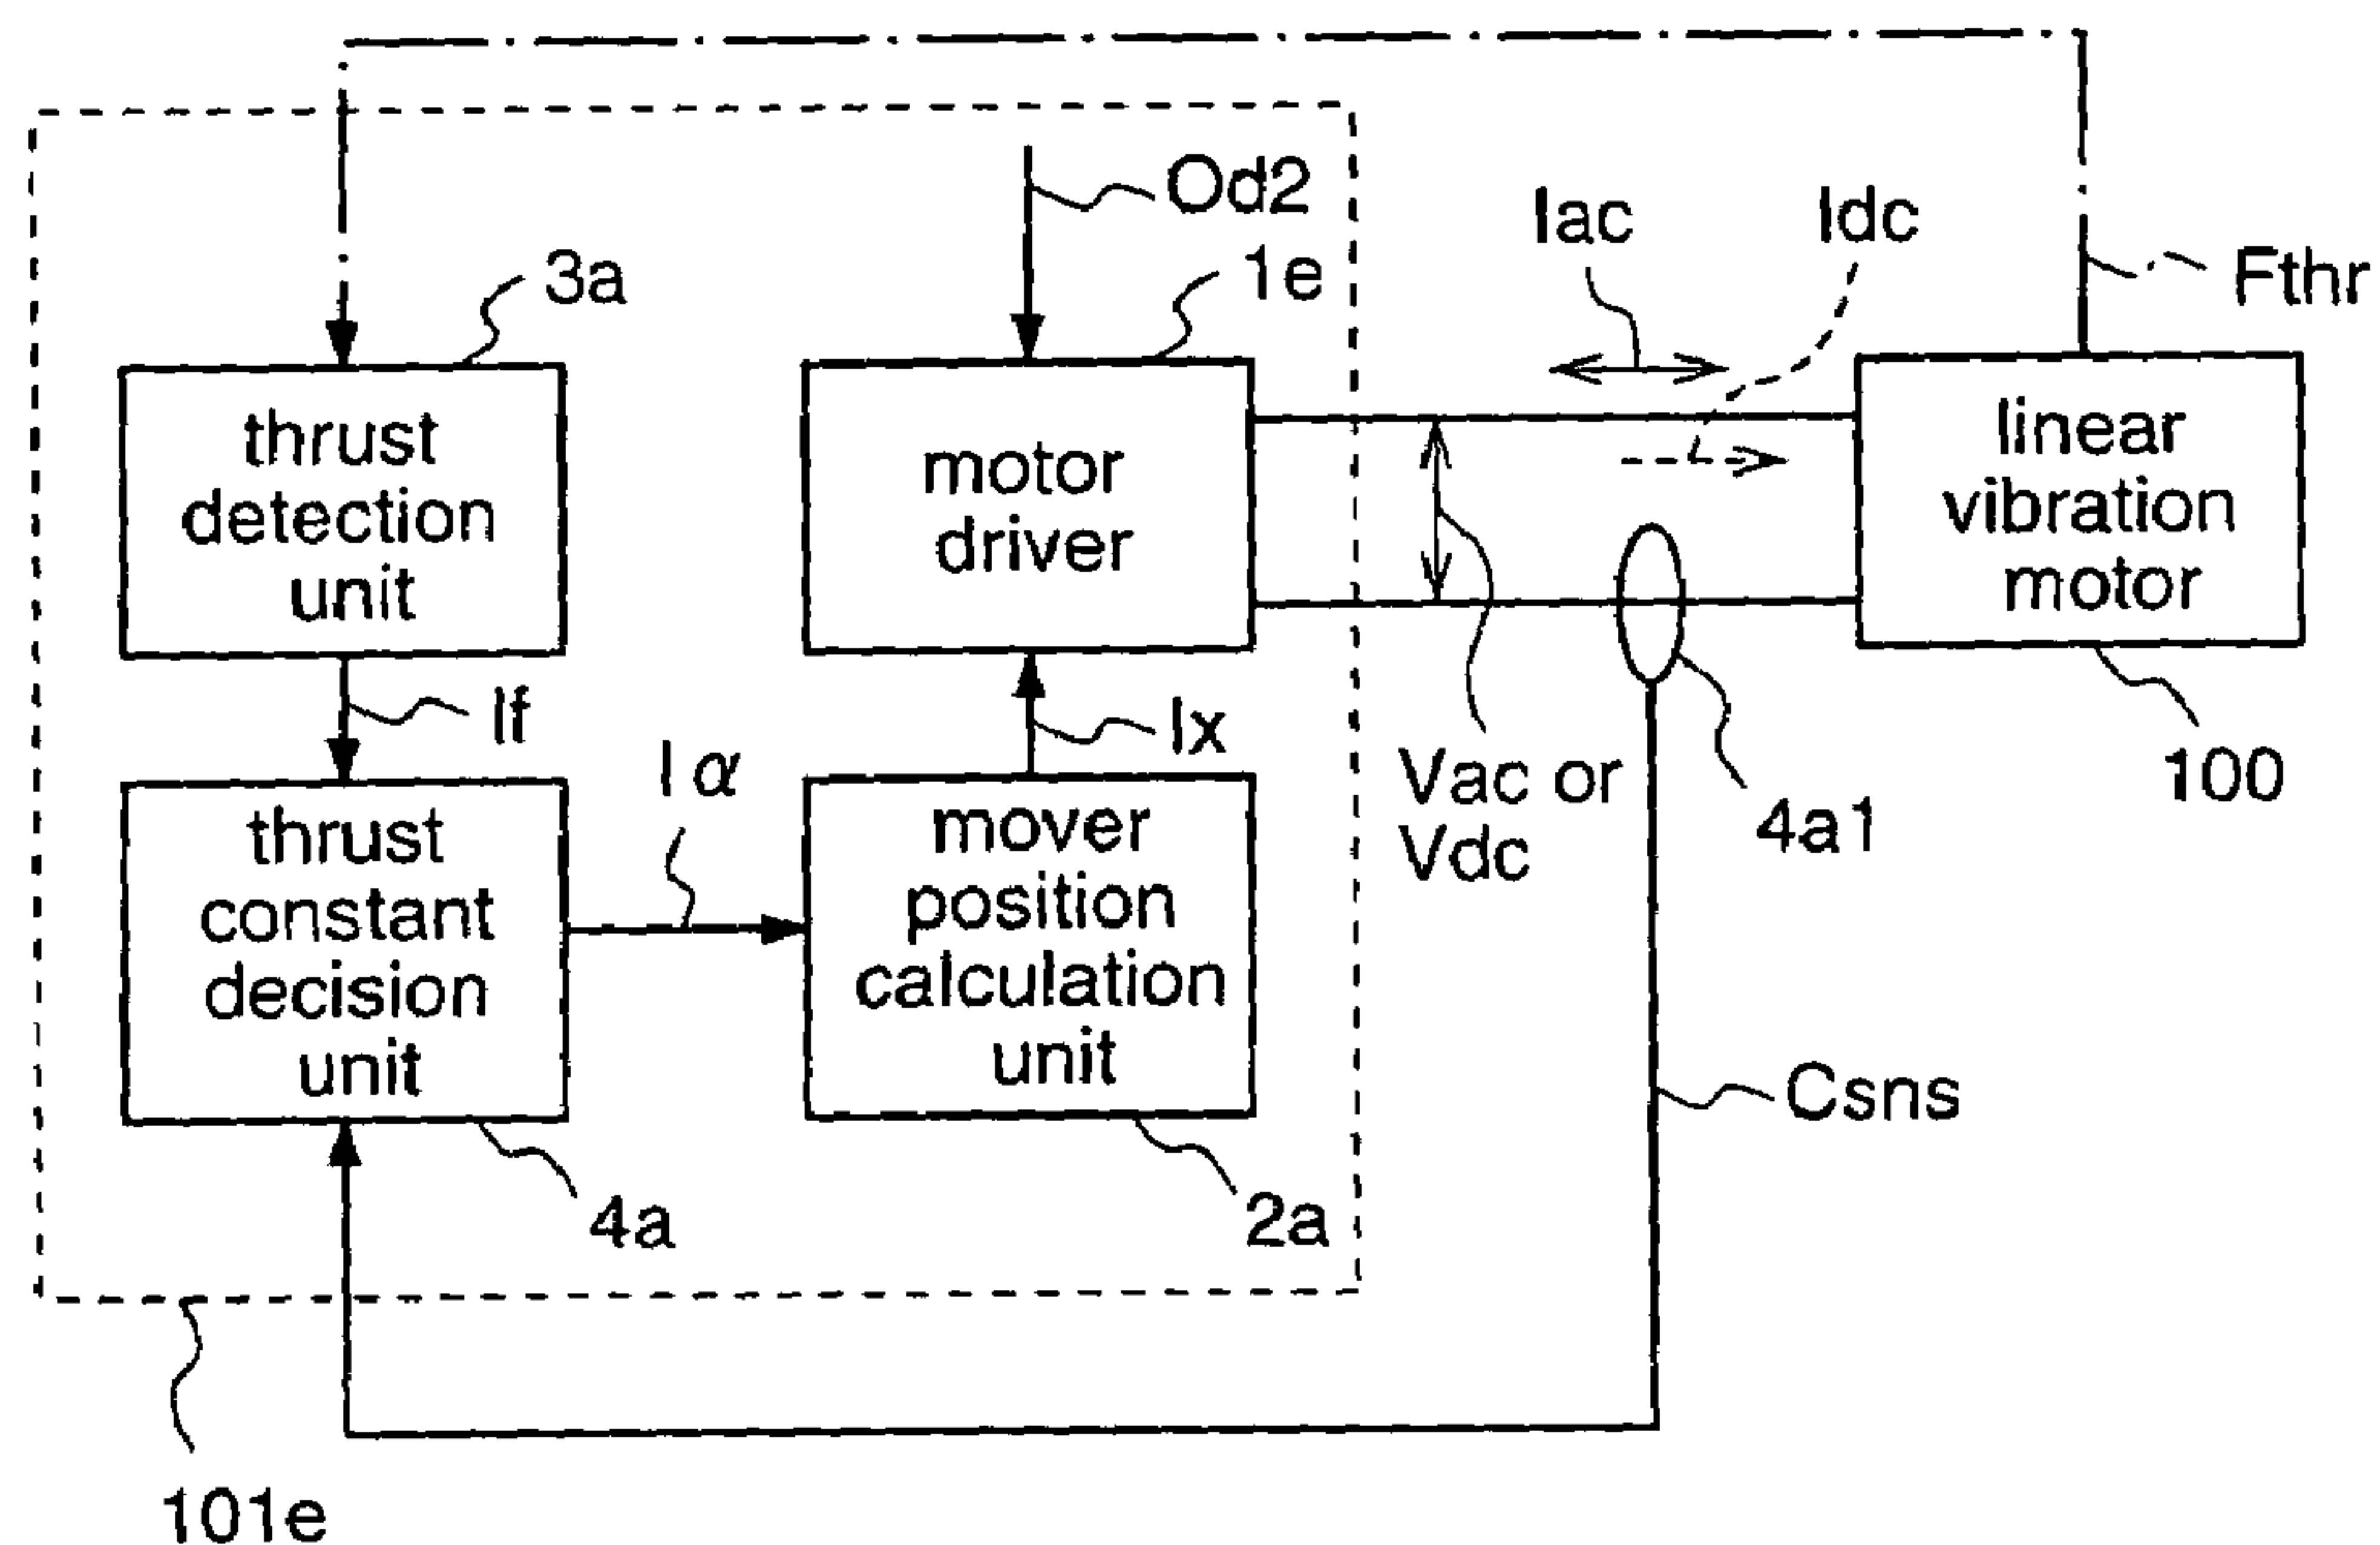 Od2
Iac
Idc
3a
1e
Fthr
thrust
detection
unit
motor
driver
linear
vibration
motor
If
Ix
Iα
Vac or
Vdc
4a1
100
thrust
constant
decision
unit
mover
position
calculation
unit
Csns
4a
2a
101e